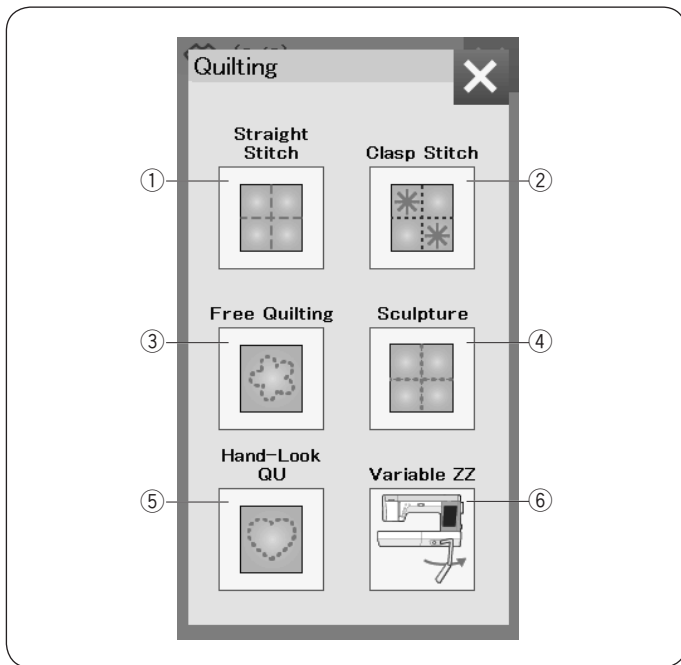 Quilting
Straight
Stitch
Clasp Stitch
①
②
Free Quilting
Sculpture
③
④
Hand-Look
QU
Variable ZZ
⑤
⑥